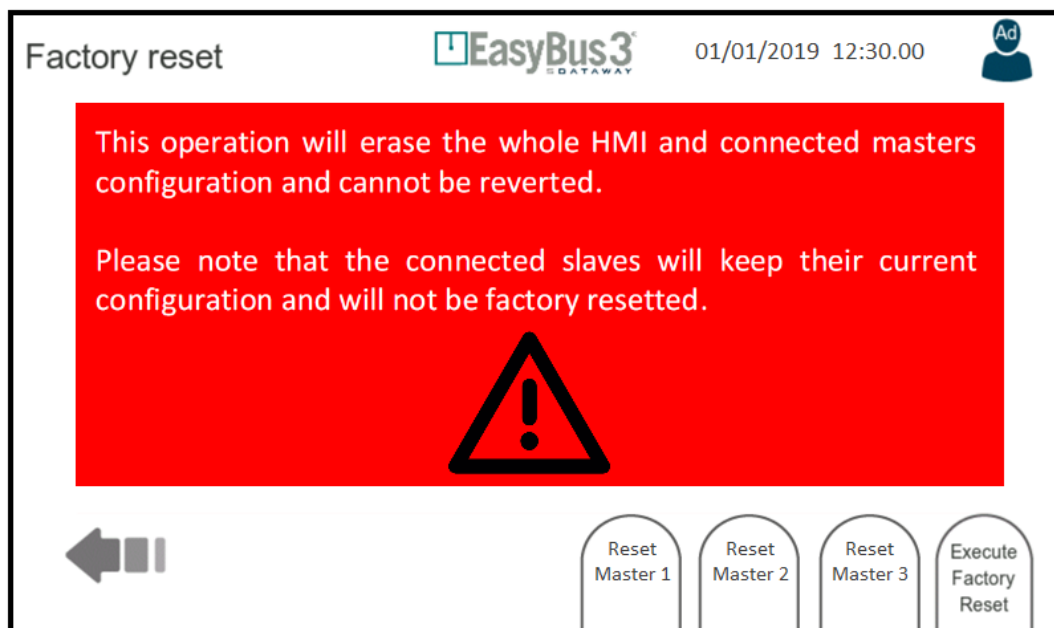 Factory reset
EasyBus3
SDATAWAY
01/01/2019 12:30.00
Ad
This operation will erase the whole HMI and connected masters
configuration and cannot be reverted.
Please note that the connected slaves will keep their current
configuration and will not be factory resetted.
Reset
Master 1
Reset
Master 2
Reset
Master 3
Execute
Factory
Reset